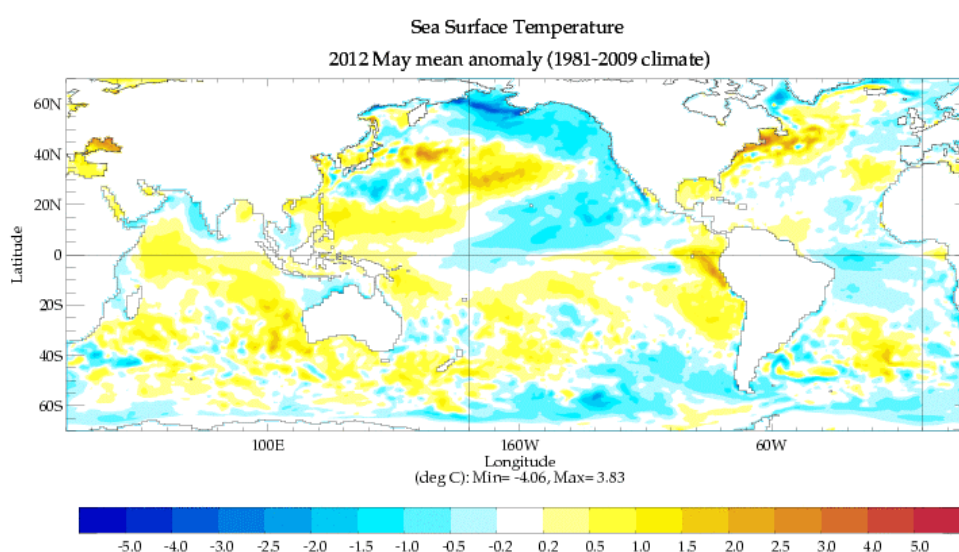 Sea Surface Temperature
2012 May mean anomaly (1981-2009 climate)
60N
40N
20N
0
20S
40S
60S
Latitude
100E 160W 60W
Longitude
(deg C): Min= -4.06, Max= 3.83
-5.0 -4.0 -3.0 -2.5 -2.0 -1.5 -1.0 -0.5 -0.2 0.2 0.5 1.0 1.5 2.0 2.5 3.0 4.0 5.0